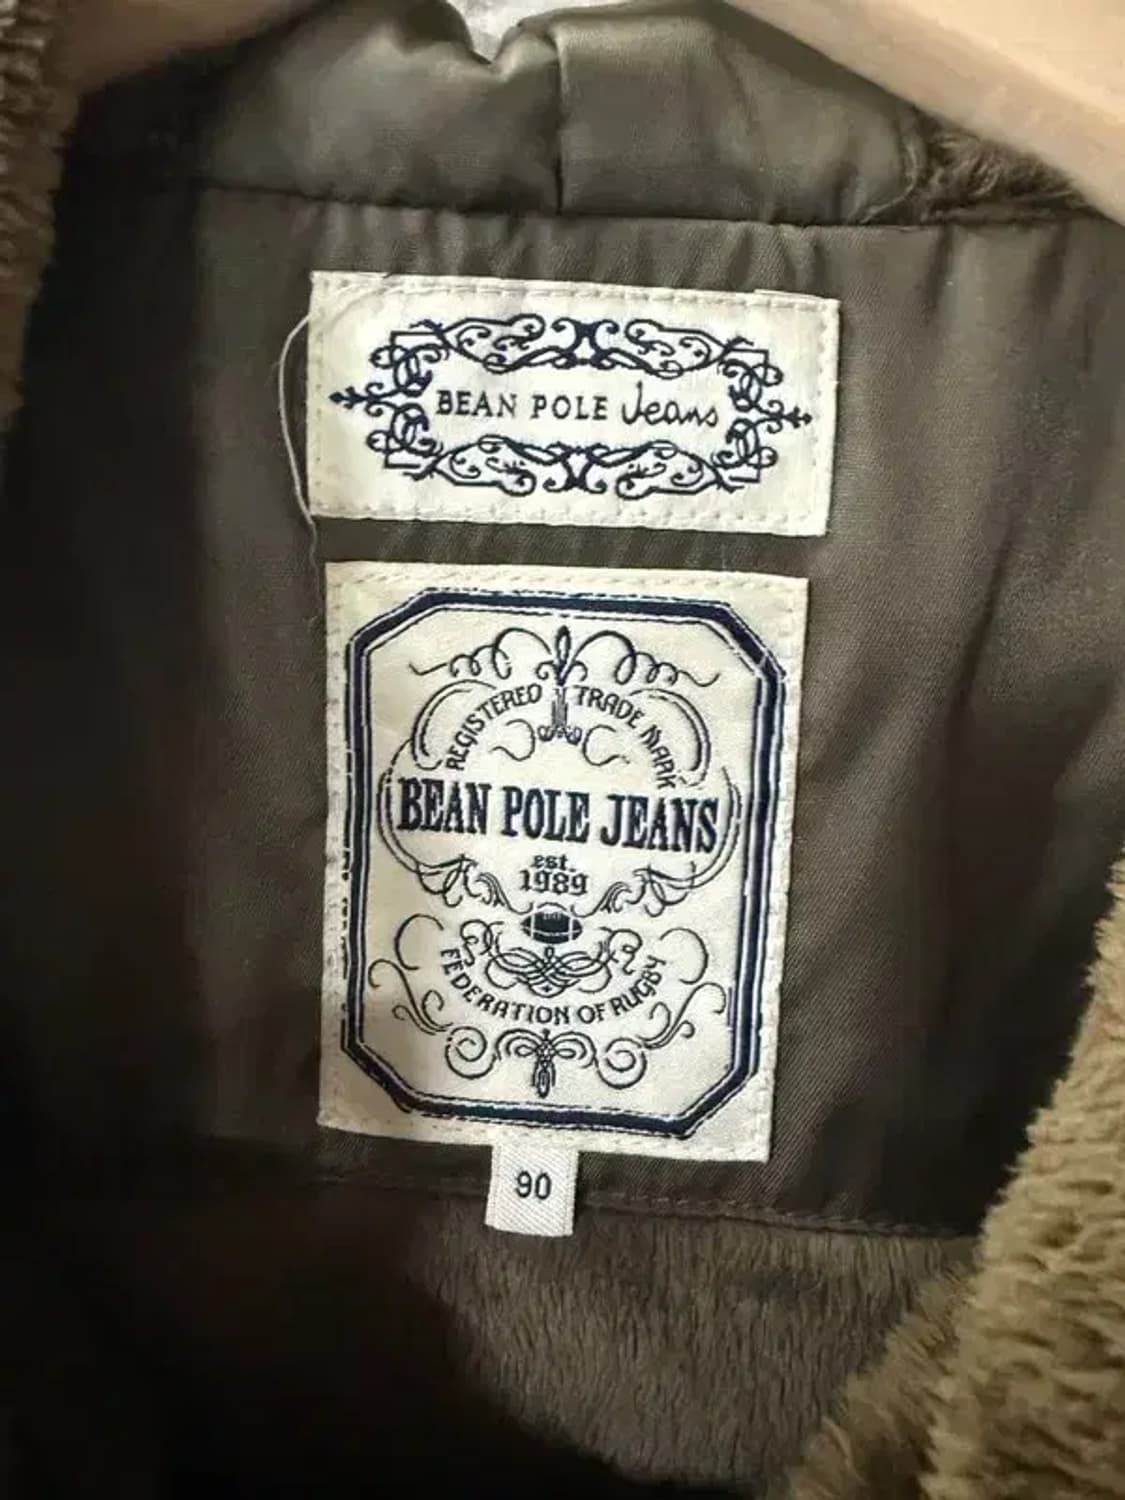 BEAN POLE Jeans
REGISTERED TRADE MARK
BEAN POLE JEANS
est.
1989
FEDERATION OF RUGBY
90